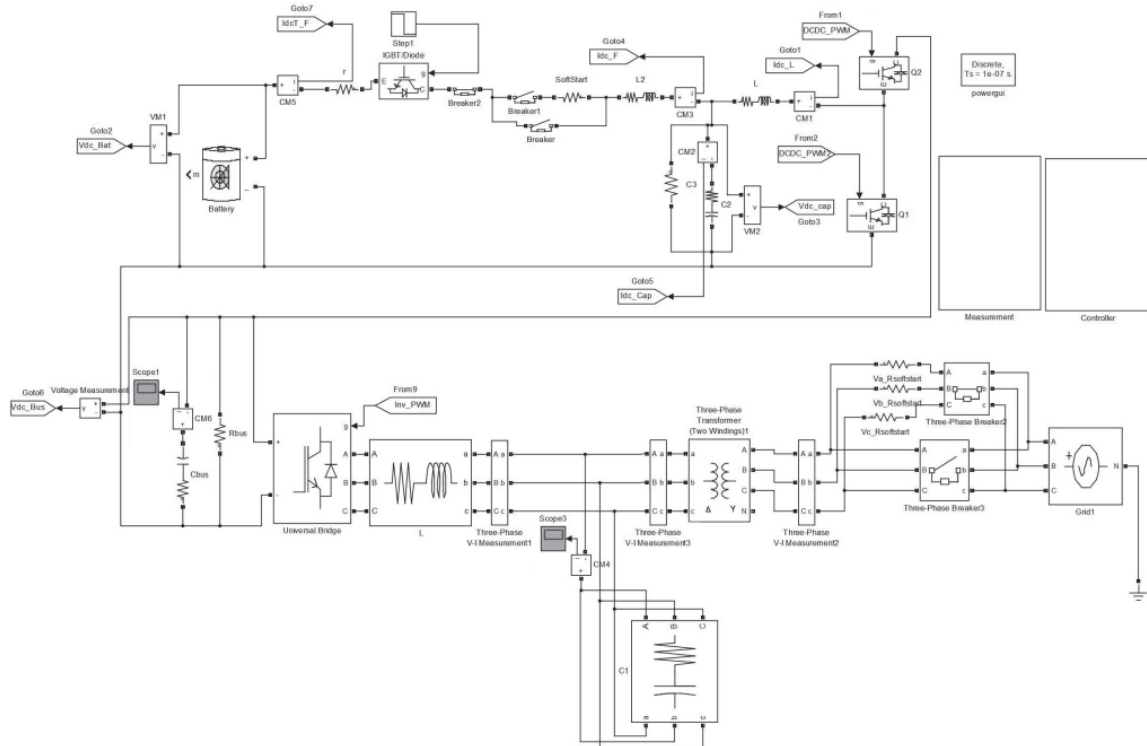 Goto7
IdcT_F
Step1
IGBT/Diode
r
E
g
C
i
+
-
CM5
Breaker2
Breaker1
SoftStart
Breaker
L2
Goto4
Idc_F
CM3
L
Goto1
Idc_L
CM1
From1
DCDC_PWM
Q2
Discrete,
Ts = 1e-07 s
powergui
Goto2
Vdc_Bat
VM1
v
m
Battery
CM2
C3
C2
VM2
Vdc_cap
Goto3
From2
DCDC_PWM2
Q1
Goto5
Idc_Cap
Measurement
Controller
Goto6
Vdc_Bus
Voltage Measurement
Scope1
CM6
Cbus
Rbus
From9
Inv_PWM
g
+
-
A
B
C
Universal Bridge
A
B
C
a
b
c
L
A a
B b
C c
Three-Phase
V-I Measurement1
Scope3
CM4
A a
B b
C c
Three-Phase
V-I Measurement3
Three-Phase
Transformer
(Two Windings)1
a
b
c
A
B
C
N
Δ Y
A a
B b
C c
Three-Phase
V-I Measurement2
Va_Rsoftstart
Vb_Rsoftstart
Vc_Rsoftstart
A
B
C
a
b
c
Three-Phase Breaker2
A
B
C
a
b
c
Three-Phase Breaker3
A
B
C
N
Grid1
A B C
C1
a b c